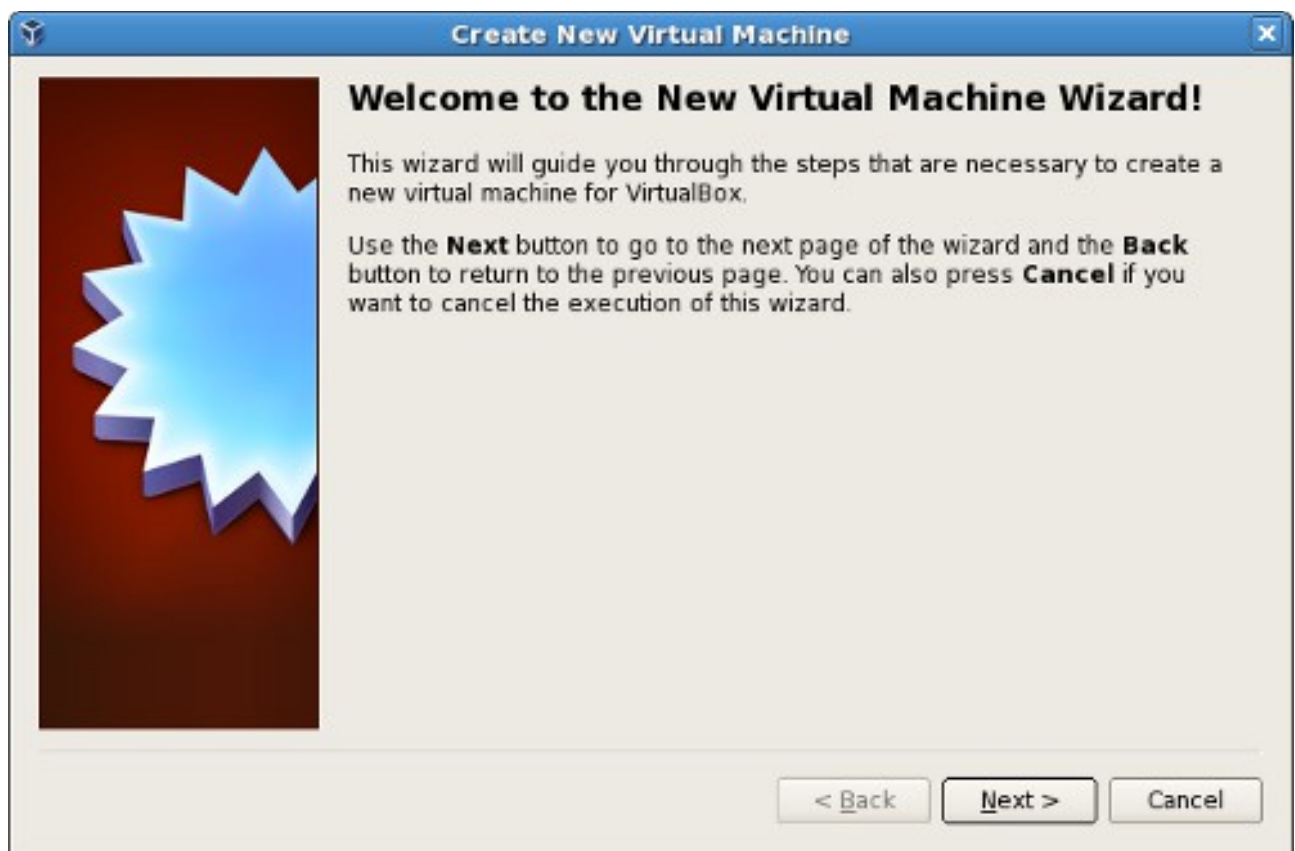 Create New Virtual Machine
Welcome to the New Virtual Machine Wizard!
This wizard will guide you through the steps that are necessary to create a
new virtual machine for VirtualBox.
Use the Next button to go to the next page of the wizard and the Back
button to return to the previous page. You can also press Cancel if you
want to cancel the execution of this wizard.
< Back
Next >
Cancel